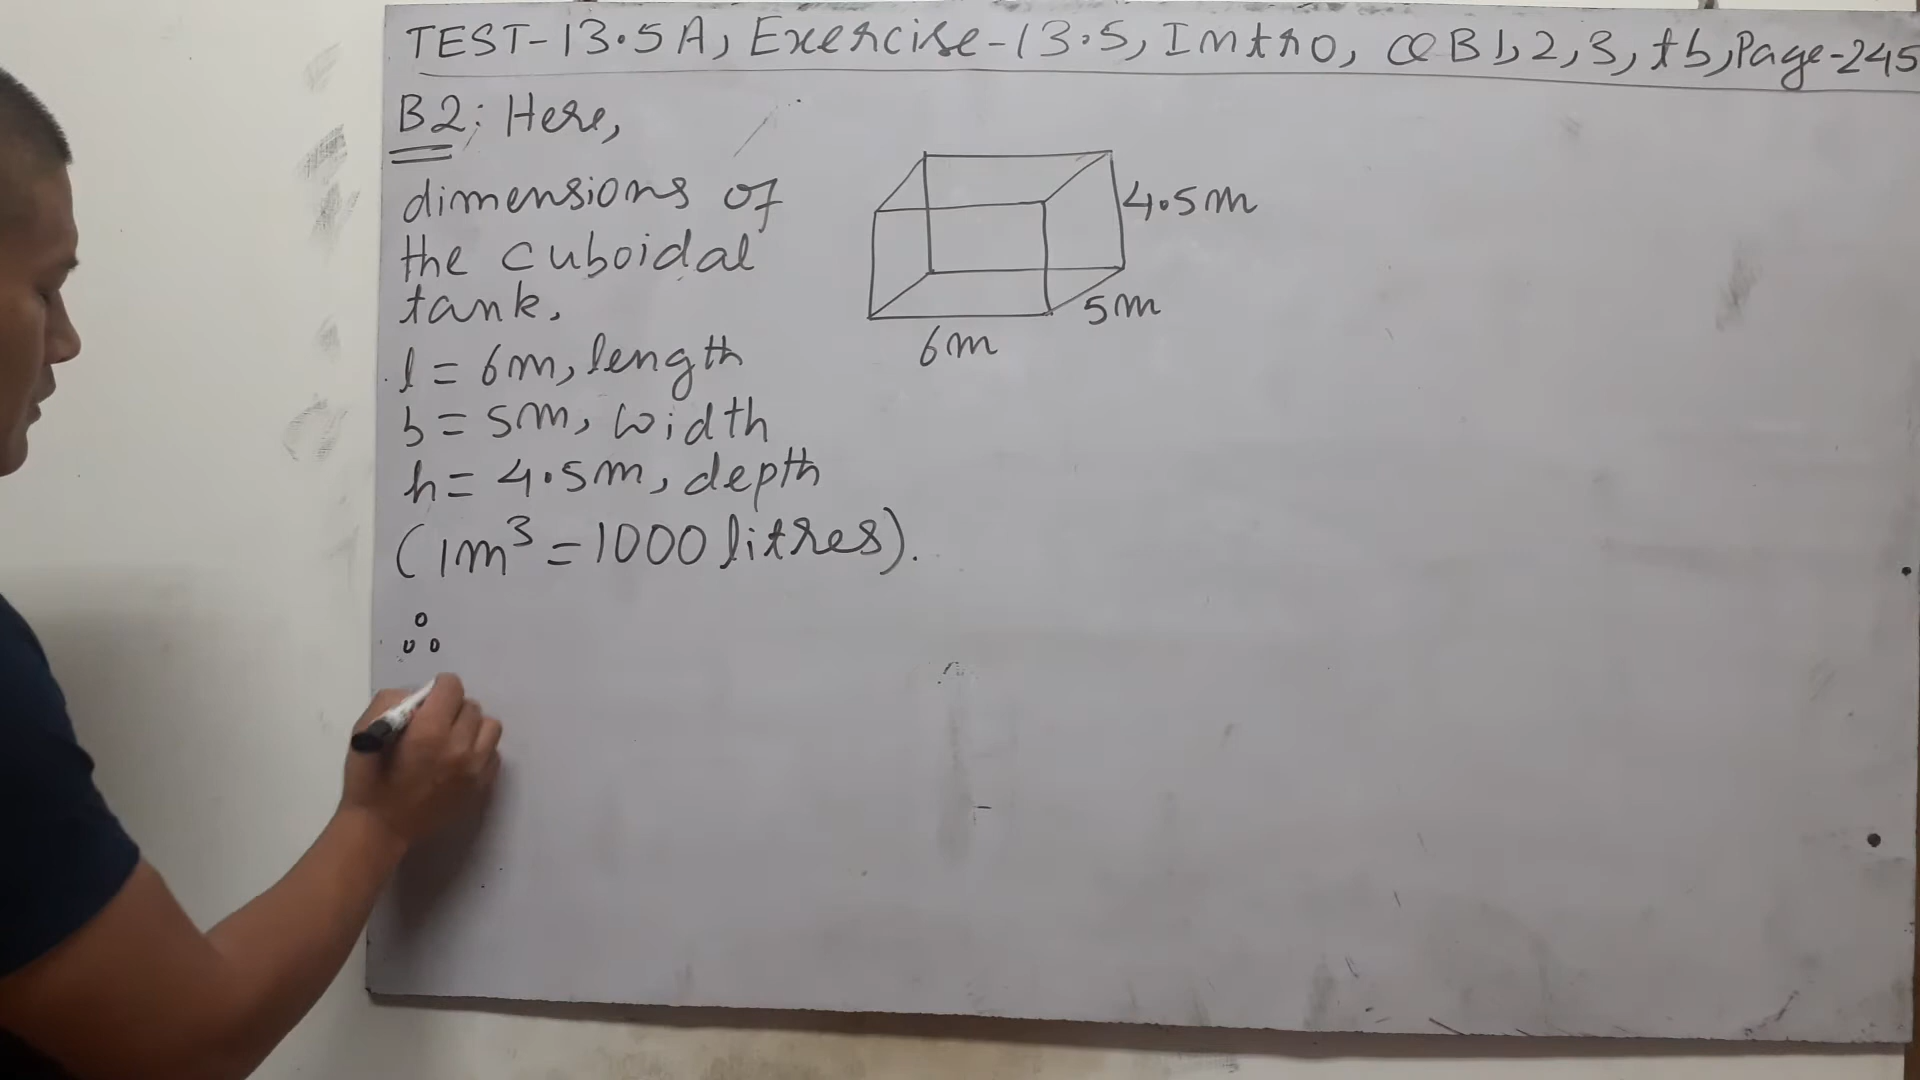 TEST-13.5A, Exercise-13.5, Intro, QB1,2,3, tb, Page-245
B2: Here,
dimensions of
the cuboidal
tank.
l = 6m, length
b = 5m, width
h = 4.5m, depth
(1m³ = 1000 litres).
∴
4.5m
5m
6m